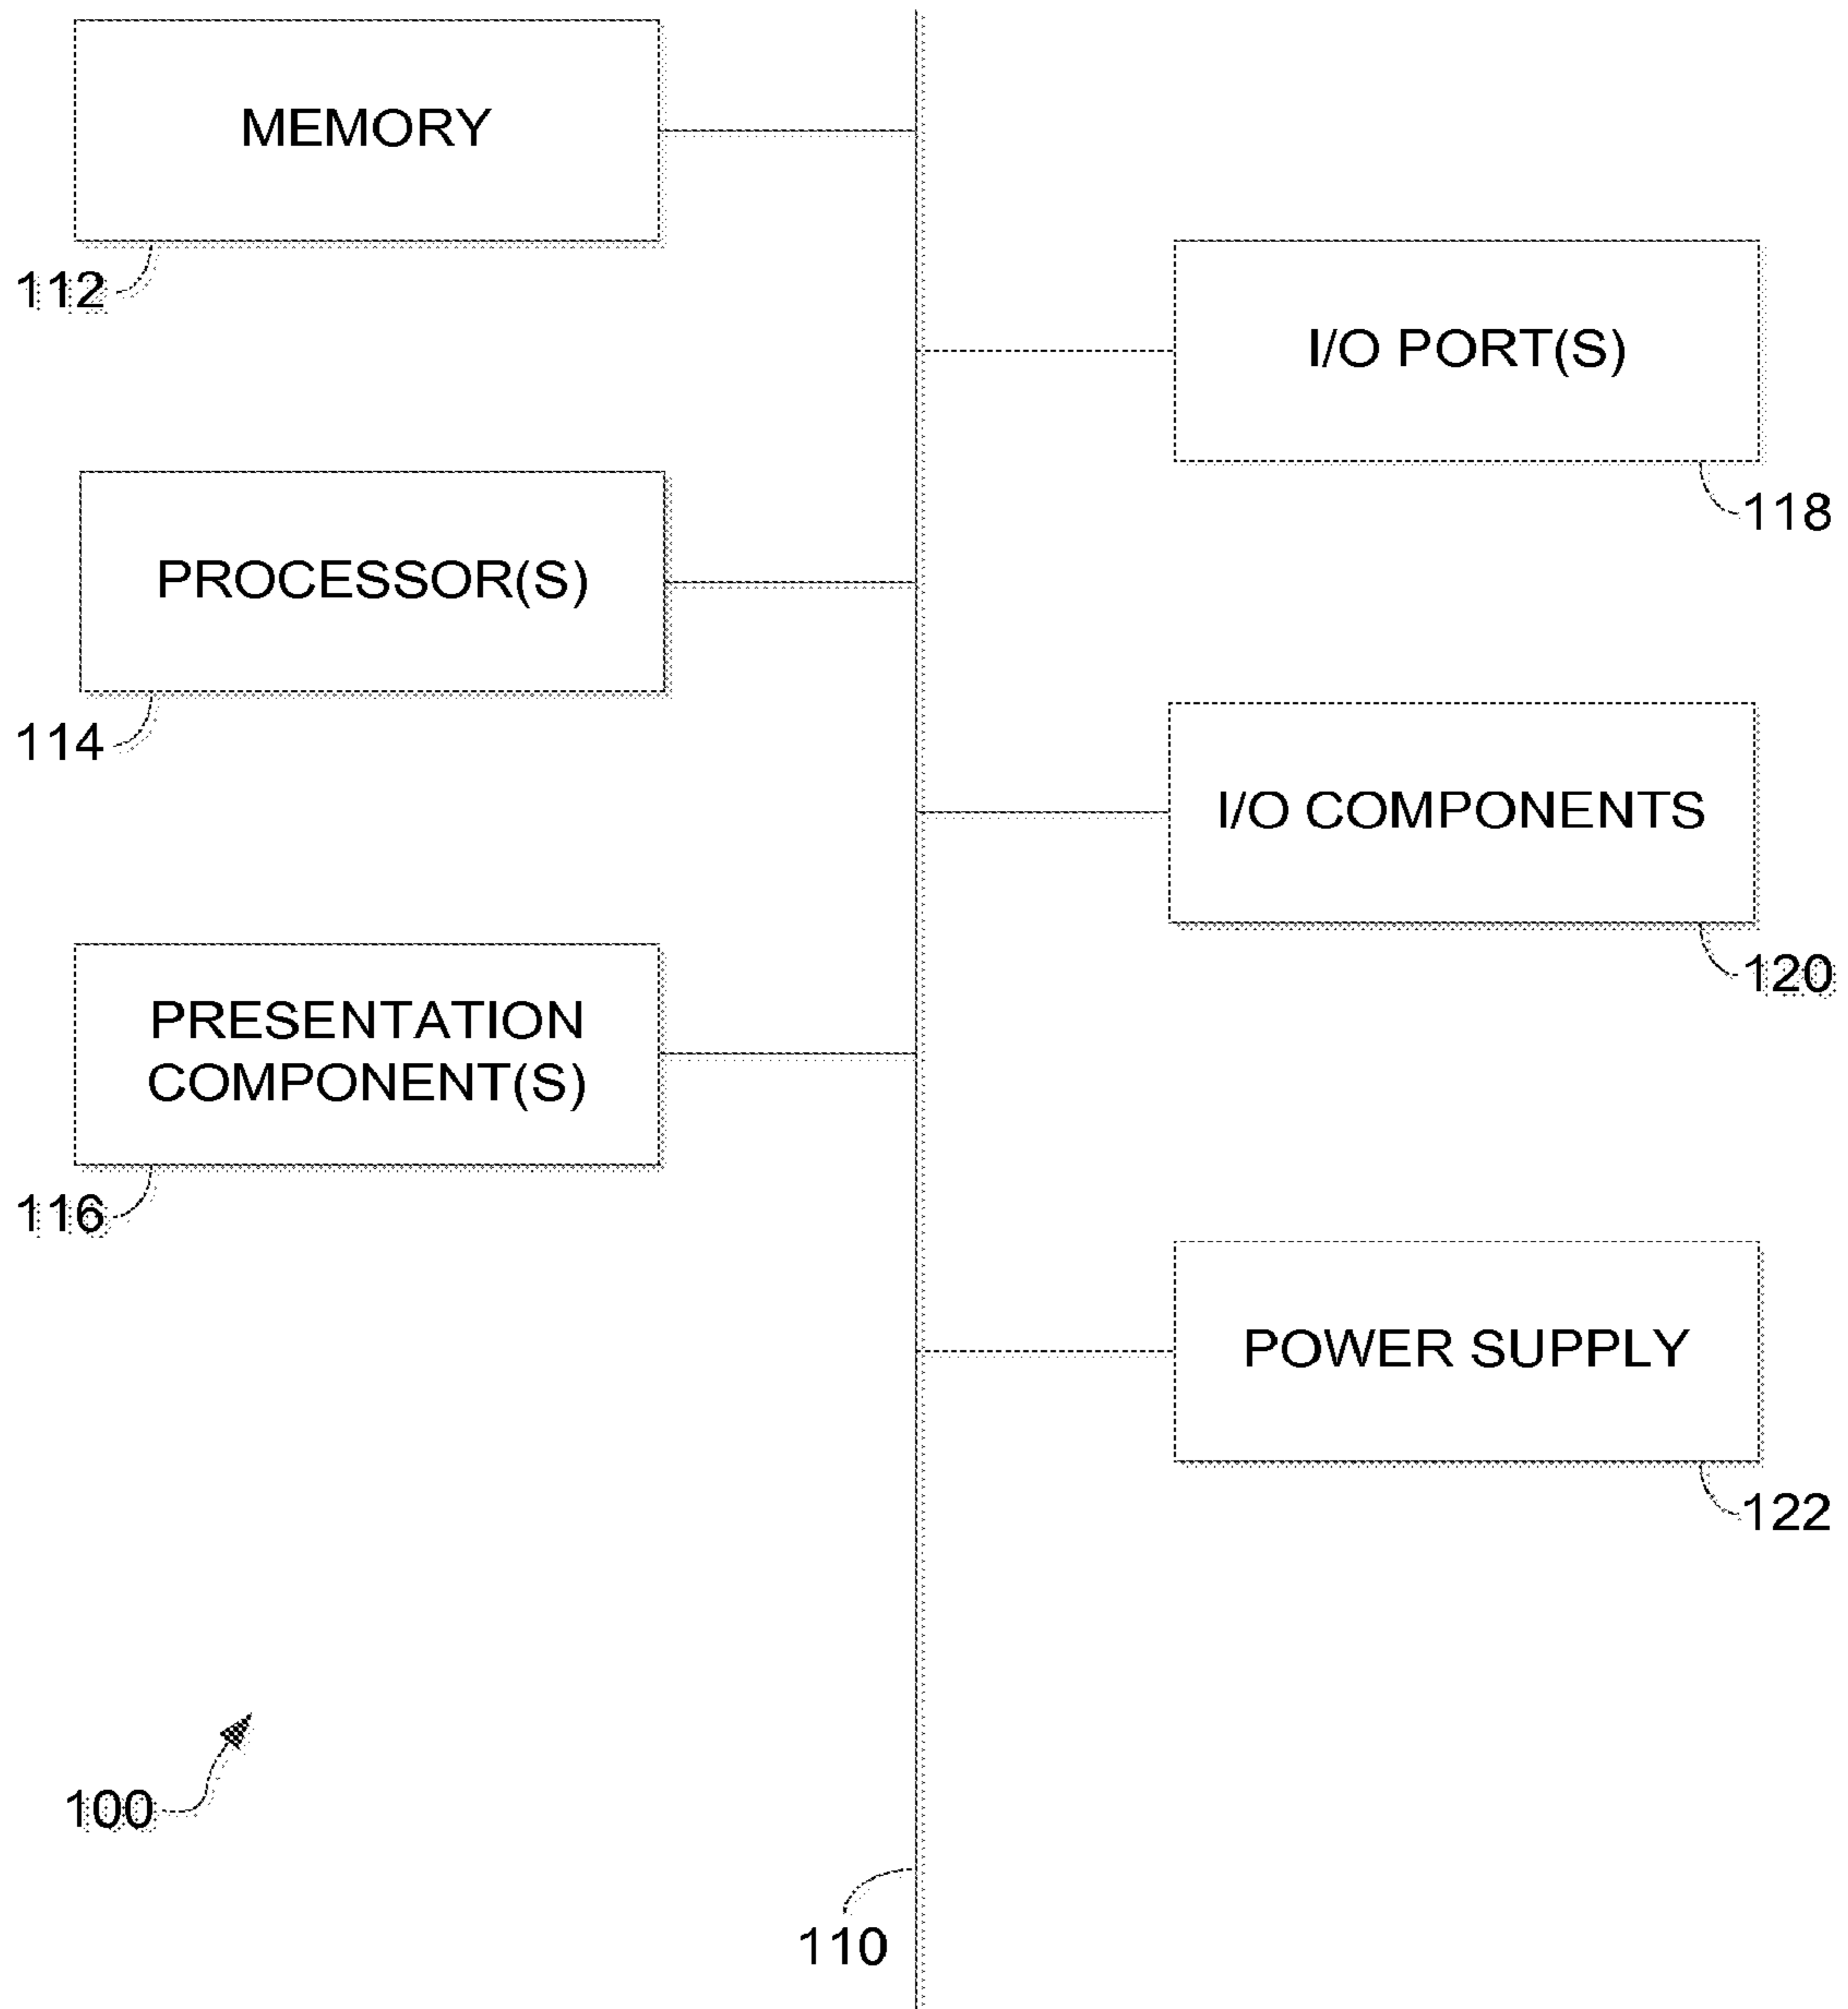 MEMORY
112
I/O PORT(S)
118
PROCESSOR(S)
114
I/O COMPONENTS
120
PRESENTATION
COMPONENT(S)
116
POWER SUPPLY
122
100
110